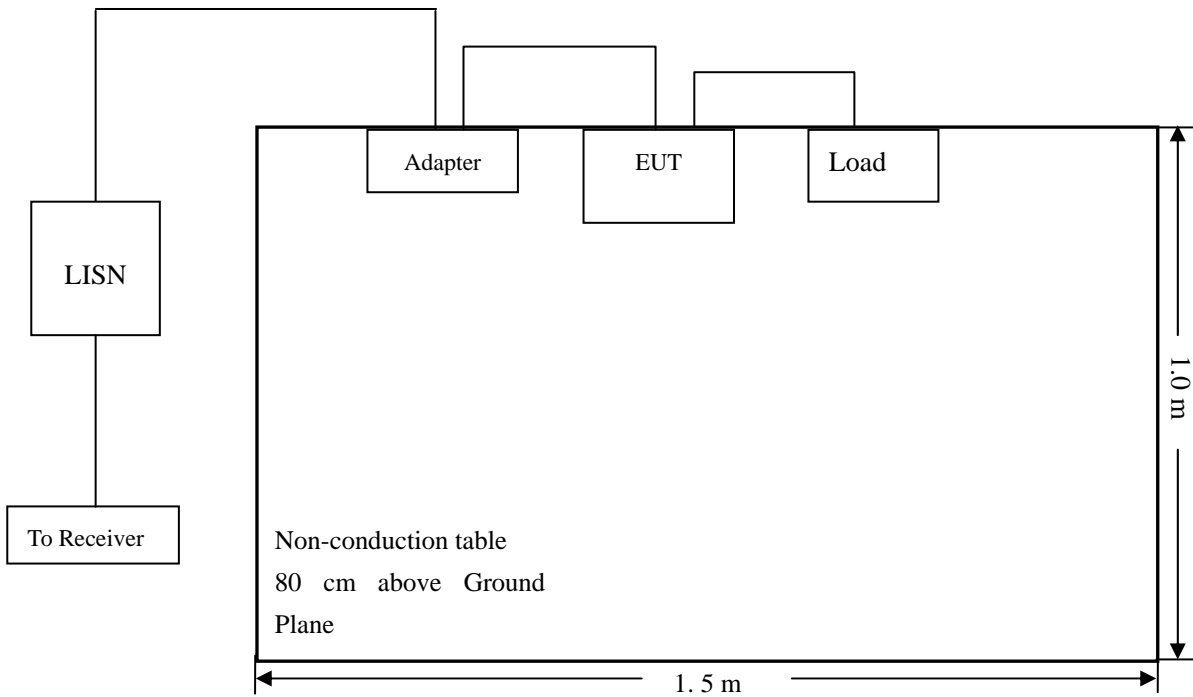 Adapter
EUT
Load
LISN
To Receiver
1.0 m
Non-conduction table
80 cm above Ground
Plane
1. 5 m